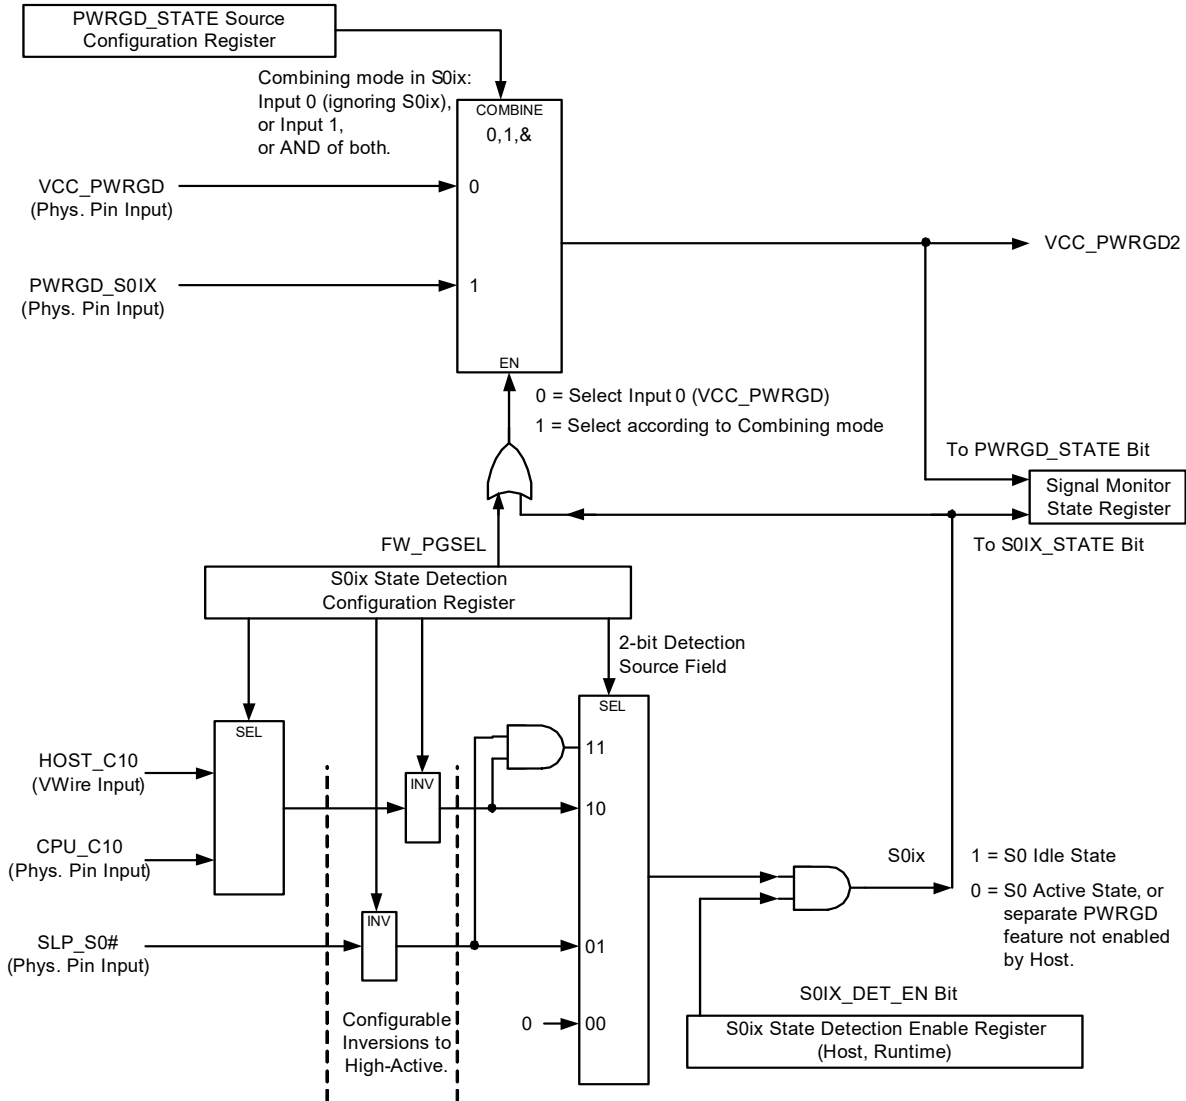 PWRGD_STATE Source
Configuration Register
Combining mode in S0ix:
Input 0 (ignoring S0ix),
or Input 1,
or AND of both.
COMBINE
0,1,&
VCC_PWRGD
(Phys. Pin Input)
0
PWRGD_S0IX
(Phys. Pin Input)
1
VCC_PWRGD2
EN
0 = Select Input 0 (VCC_PWRGD)
1 = Select according to Combining mode
To PWRGD_STATE Bit
Signal Monitor
State Register
To S0IX_STATE Bit
FW_PGSEL
S0ix State Detection
Configuration Register
2-bit Detection
Source Field
SEL
SEL
HOST_C10
(VWire Input)
CPU_C10
(Phys. Pin Input)
INV
11
10
SLP_S0#
(Phys. Pin Input)
INV
01
0
00
Configurable
Inversions to
High-Active.
S0ix
1 = S0 Idle State
0 = S0 Active State, or
separate PWRGD
feature not enabled
by Host.
S0IX_DET_EN Bit
S0ix State Detection Enable Register
(Host, Runtime)